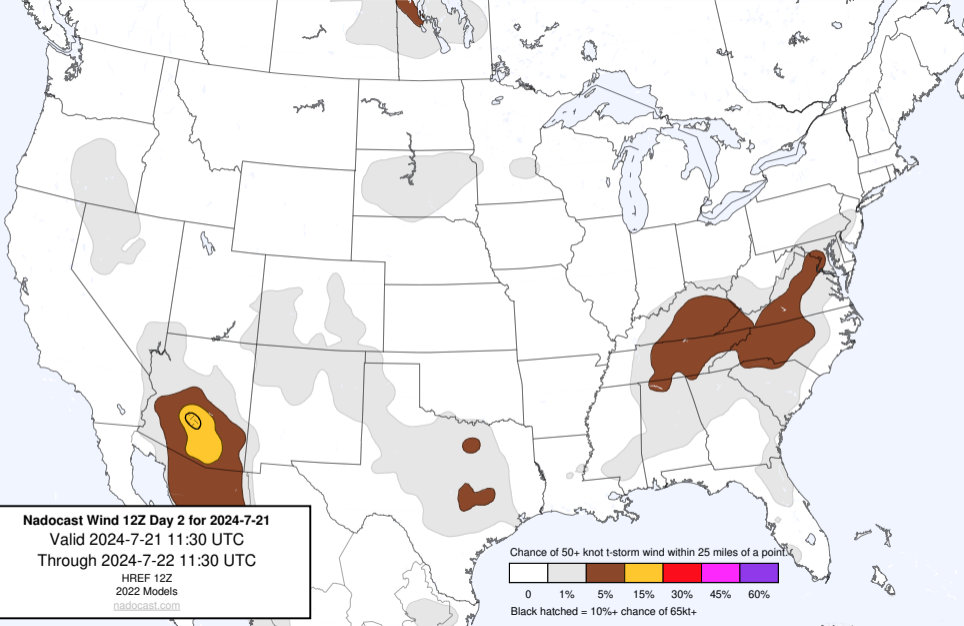 Nadocast Wind 12Z Day 2 for 2024-7-21
Valid 2024-7-21 11:30 UTC
Through 2024-7-22 11:30 UTC
HREF 12Z
2022 Models
nadocast.com
Chance of 50+ knot t-storm wind within 25 miles of a point.
0 1% 5% 15% 30% 45% 60%
Black hatched = 10%+ chance of 65kt+